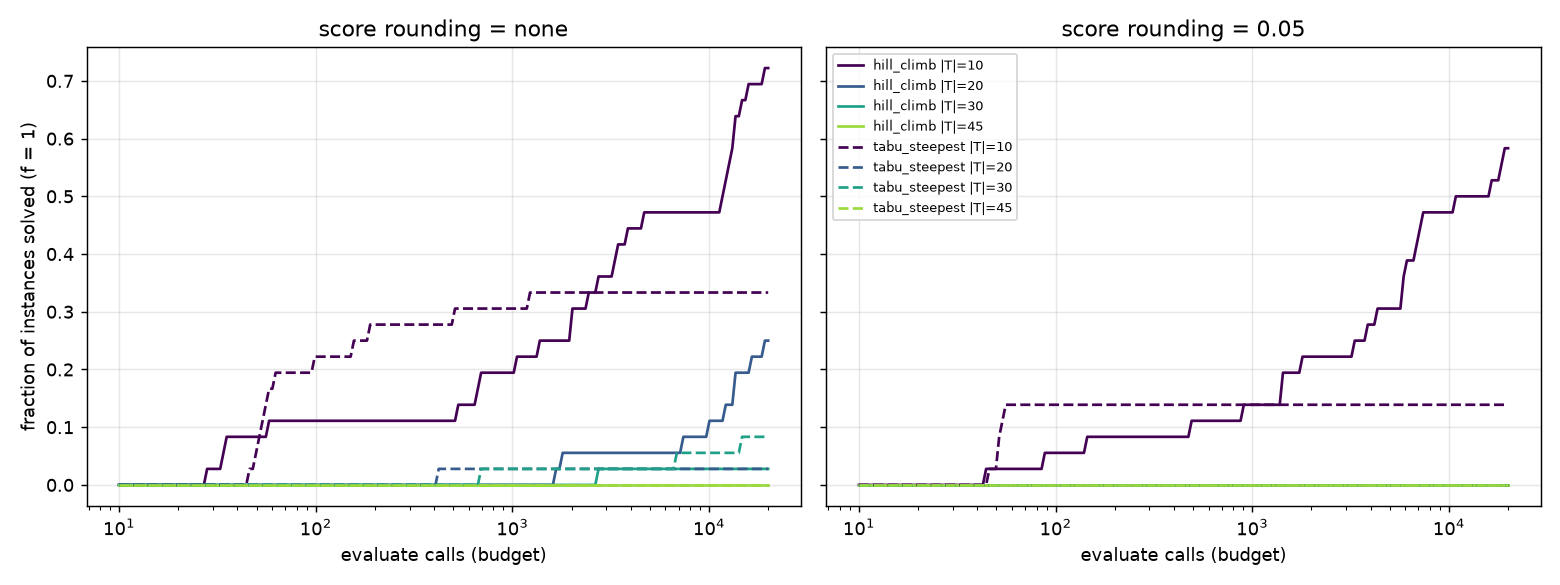 score rounding = none
score rounding = 0.05
fraction of instances solved (f = 1)
0.7
0.6
0.5
0.4
0.3
0.2
0.1
0.0
hill_climb |T|=10
hill_climb |T|=20
hill_climb |T|=30
hill_climb |T|=45
tabu_steepest |T|=10
tabu_steepest |T|=20
tabu_steepest |T|=30
tabu_steepest |T|=45
10¹ 10² 10³ 10⁴
10¹ 10² 10³ 10⁴
evaluate calls (budget)
evaluate calls (budget)